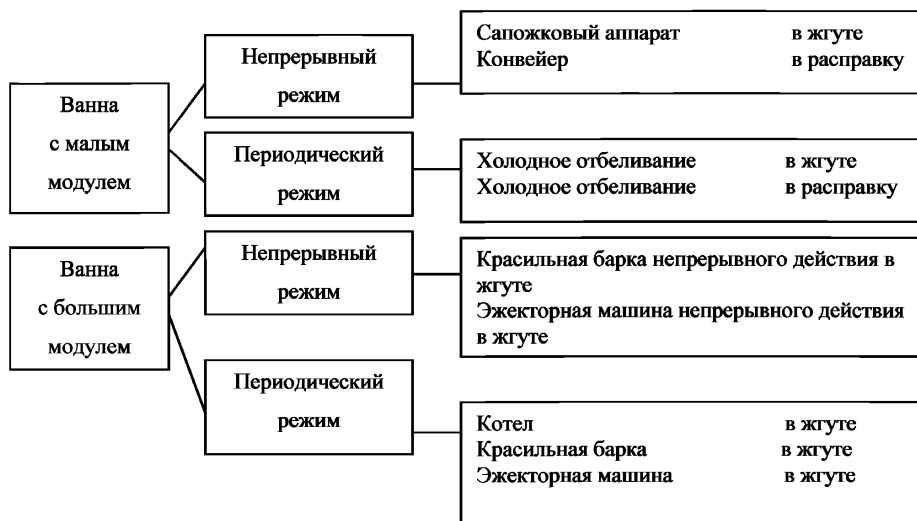 Ванна
с малым
модулем
Непрерывный
режим
Сапожковый аппарат в жгуте
Конвейер в расправку
Периодический
режим
Холодное отбеливание в жгуте
Холодное отбеливание в расправку
Ванна
с большим
модулем
Непрерывный
режим
Красильная барка непрерывного действия в
жгуте
Эжекторная машина непрерывного действия
в жгуте
Периодический
режим
Котел в жгуте
Красильная барка в жгуте
Эжекторная машина в жгуте